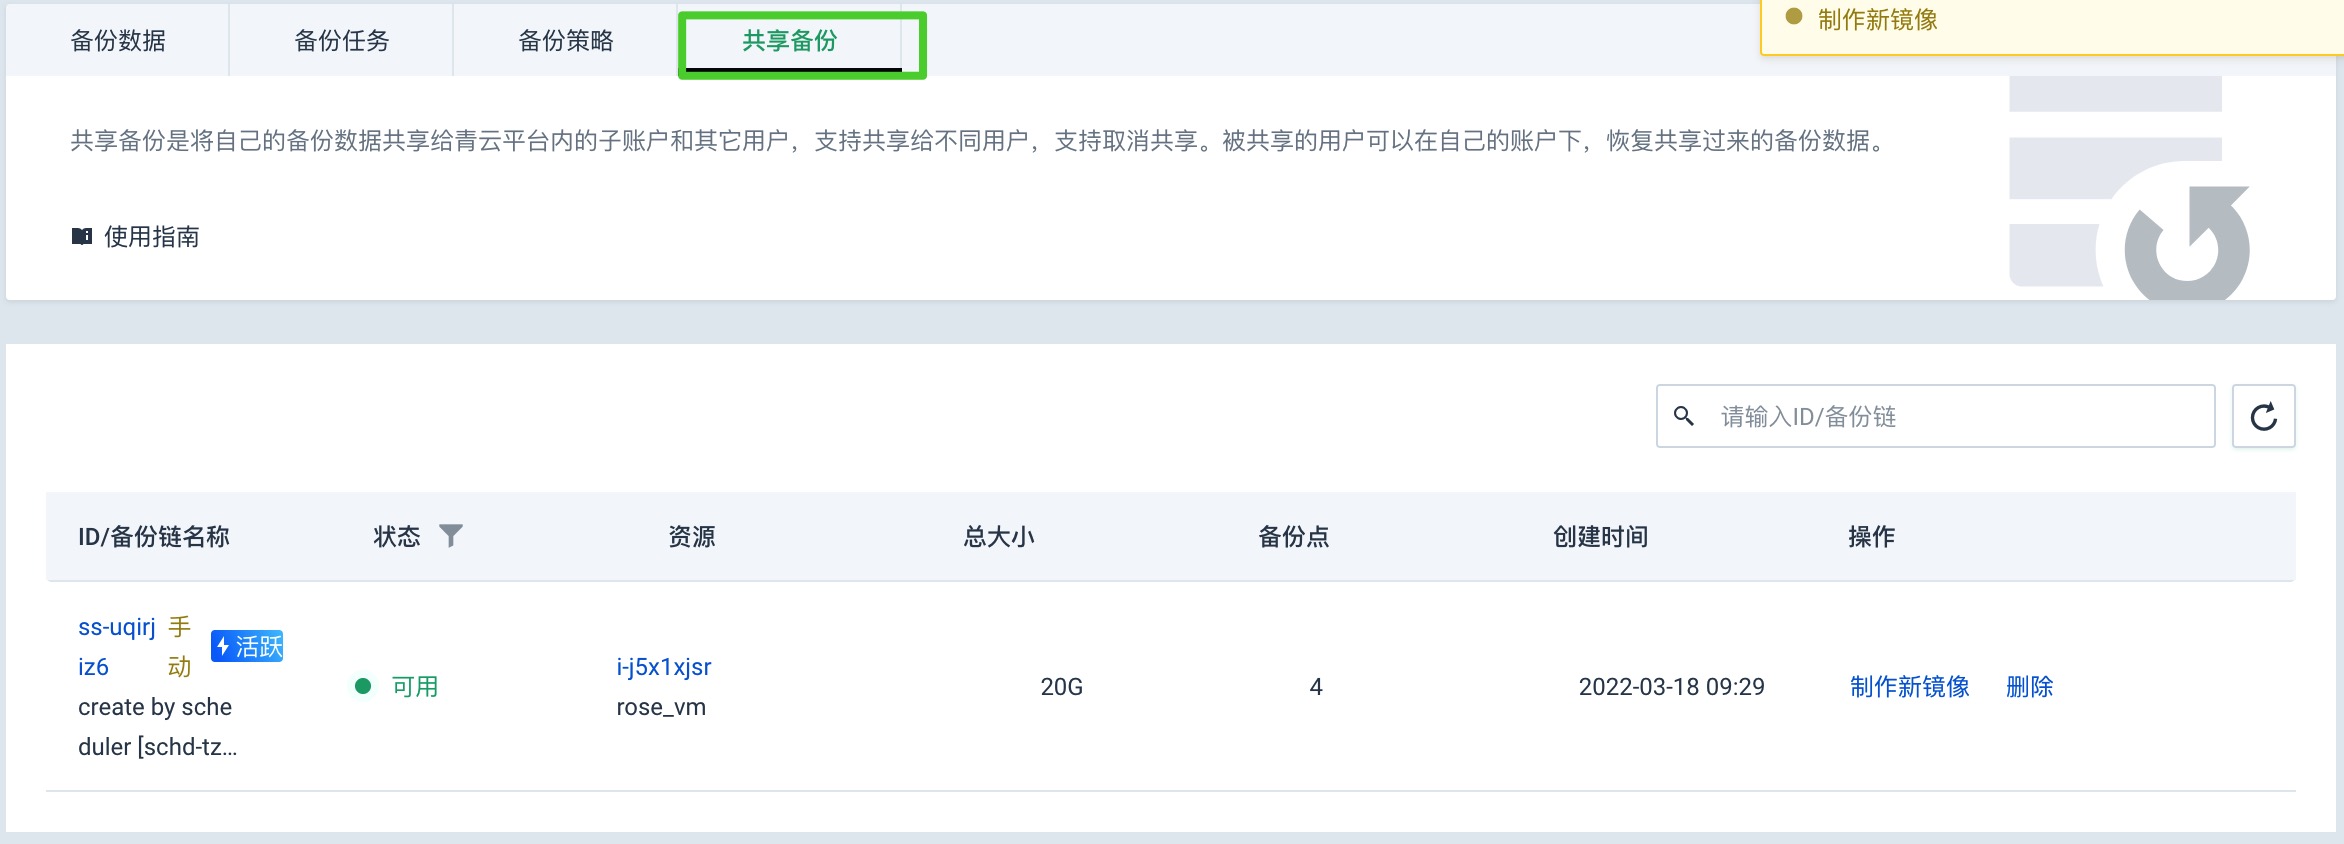 备份数据
备份任务
备份策略
共享备份
制作新镜像
共享备份是将自己的备份数据共享给青云平台内的子账户和其它用户，支持共享给不同用户，支持取消共享。被共享的用户可以在自己的账户下，恢复共享过来的备份数据。
使用指南
请输入ID/备份链
ID/备份链名称 状态 资源 总大小 备份点 创建时间 操作
ss-uqirj
iz6
手
动
活跃
create by sche
duler [schd-tz...
可用
i-j5x1xjsr
rose_vm
20G
4
2022-03-18 09:29
制作新镜像 删除